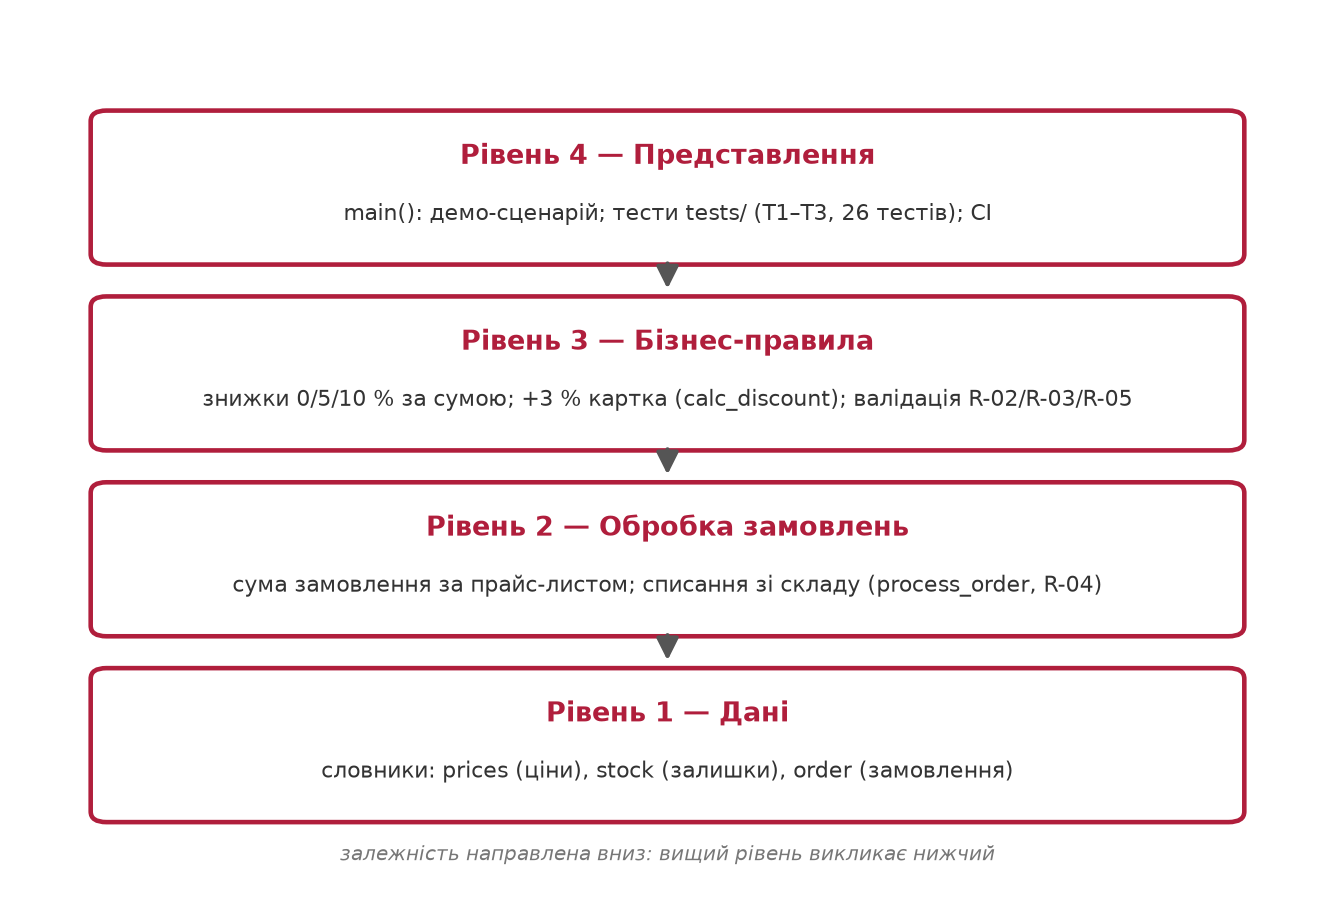 Рівень 4 — Представлення
main(): демо-сценарій; тести tests/ (T1–T3, 26 тестів); CI
Рівень 3 — Бізнес-правила
знижки 0/5/10 % за сумою; +3 % картка (calc_discount); валідація R-02/R-03/R-05
Рівень 2 — Обробка замовлень
сума замовлення за прайс-листом; списання зі складу (process_order, R-04)
Рівень 1 — Дані
словники: prices (ціни), stock (залишки), order (замовлення)
залежність направлена вниз: вищий рівень викликає нижчий